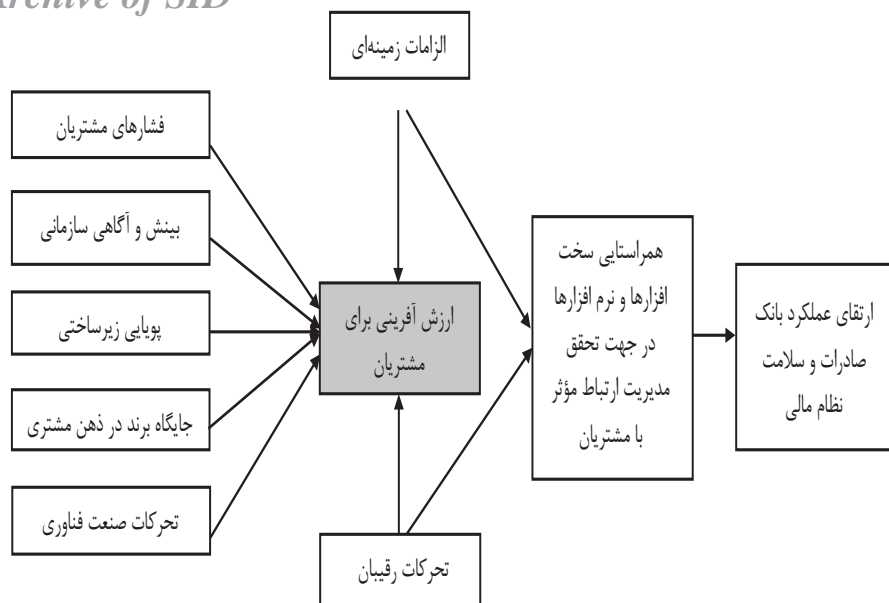 Archive of SID
الزامات زمینه‌ای
فشارهای مشتریان
بینش و آگاهی سازمانی
پویایی زیرساختی
جایگاه برند در ذهن مشتری
تحرکات صنعت فناوری
ارزش آفرینی برای
مشتریان
تحرکات رقیبان
همراستایی سخت
افزارها و نرم افزارها
در جهت تحقق
مدیریت ارتباط مؤثر
با مشتریان
ارتقای عملکرد بانک
صادرات و سلامت
نظام مالی